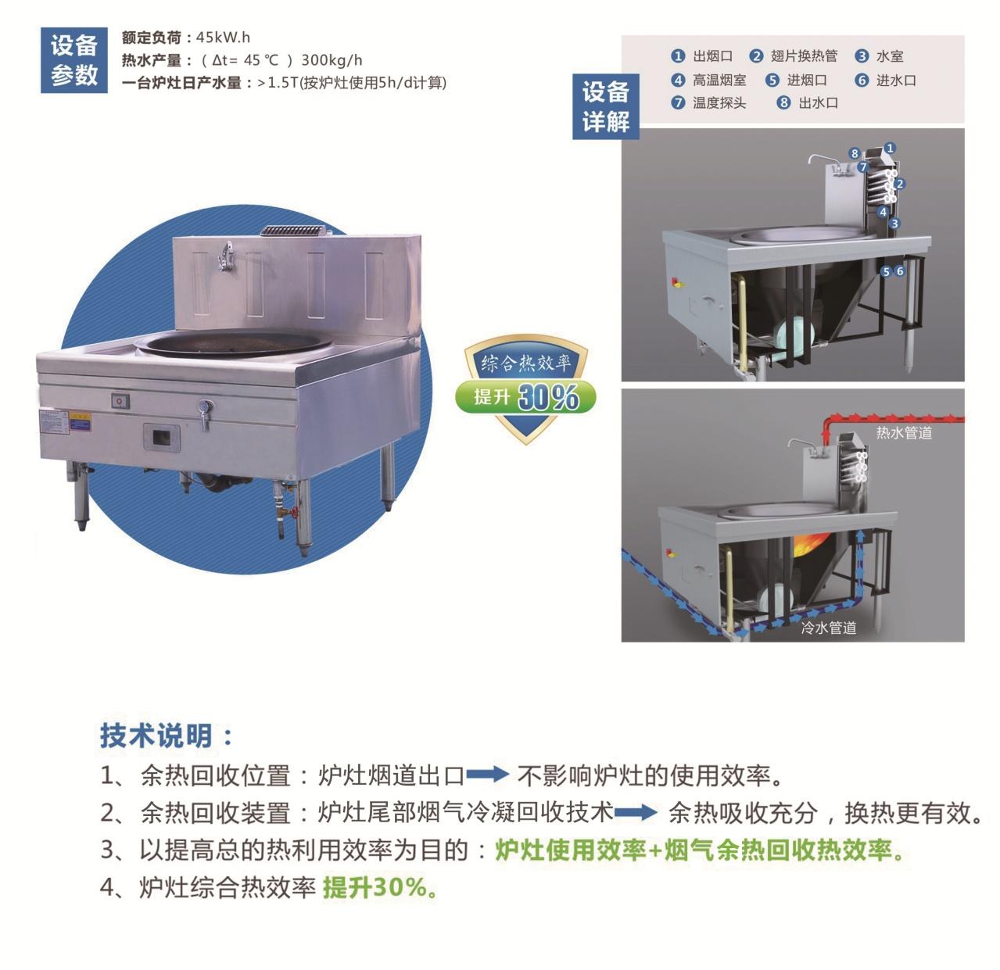 设备
参数
额定负荷：45kW.h
热水产量：（ Δt= 45 ℃ ）300kg/h
一台炉灶日产水量：>1.5T(按炉灶使用5h/d计算)
设备
详解
1 出烟口 2 翅片换热管 3 水室
4 高温烟室 5 进烟口 6 进水口
7 温度探头 8 出水口
1
8
7
2
4
3
5 6
综合热效率
提升 30%
热水管道
冷水管道
技术说明：
1、余热回收位置：炉灶烟道出口 不影响炉灶的使用效率。
2、余热回收装置：炉灶尾部烟气冷凝回收技术 余热吸收充分，换热更有效。
3、以提高总的热利用效率为目的：炉灶使用效率+烟气余热回收热效率。
4、炉灶综合热效率 提升30%。